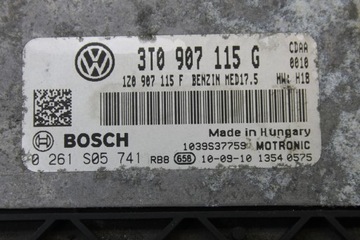 3T0 907 115 G CDAA
0010
1Z0 907 115 F BENZIN MED17.5 HW: H18
BOSCH
Made in Hungary
1039S37759 MOTRONIC
0 261 S05 741 RBB 656 10-09-10 1354 0575